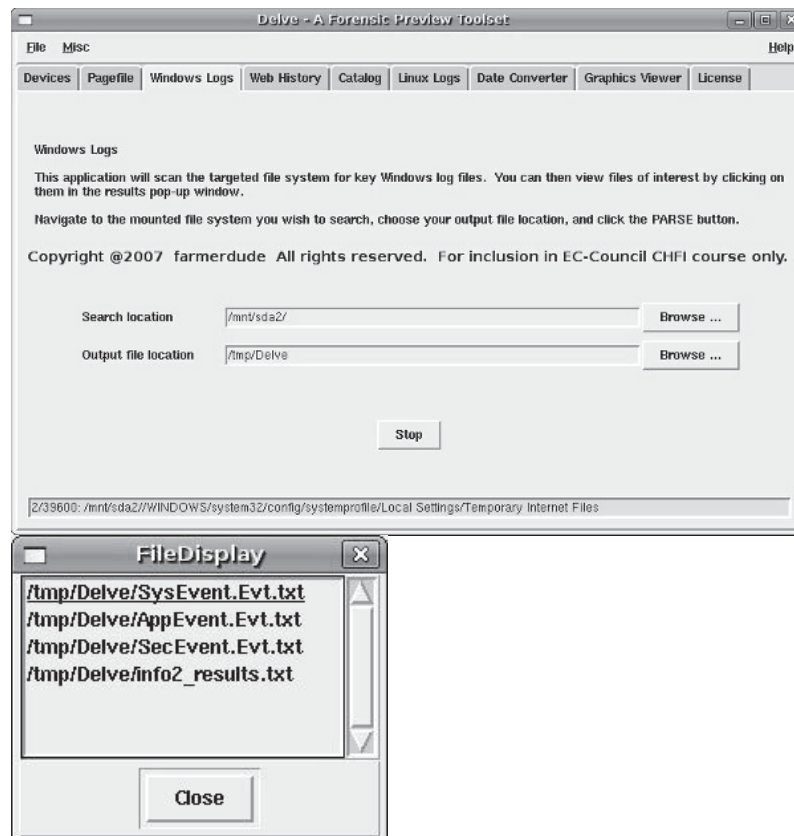 Delve - A Forensic Preview Toolset
File Misc Help
Devices Pagefile Windows Logs Web History Catalog Linux Logs Date Converter Graphics Viewer License
Windows Logs
This application will scan the targeted file system for key Windows log files. You can then view files of interest by clicking on
them in the results pop-up window.
Navigate to the mounted file system you wish to search, choose your output file location, and click the PARSE button.
Copyright @2007 farmerdude All rights reserved. For inclusion in EC-Council CHFI course only.
Search location /mnt/sda2/ Browse ...
Output file location /tmp/Delve Browse ...
Stop
2/39600: /mnt/sda2//WINDOWS/system32/config/systemprofile/Local Settings/Temporary Internet Files
FileDisplay
/tmp/Delve/SysEvent.Evt.txt
/tmp/Delve/AppEvent.Evt.txt
/tmp/Delve/SecEvent.Evt.txt
/tmp/Delve/info2_results.txt
Close